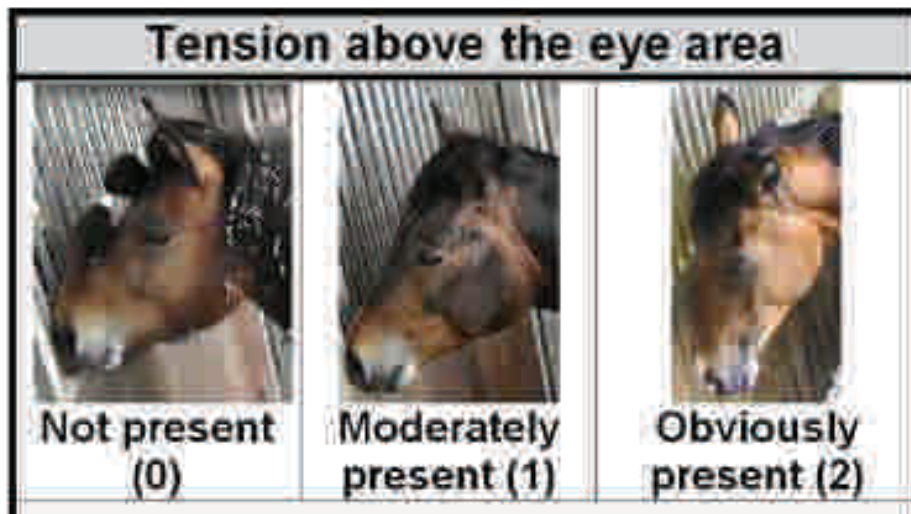 Tension above the eye area
Not present
(0)
Moderately
present (1)
Obviously
present (2)